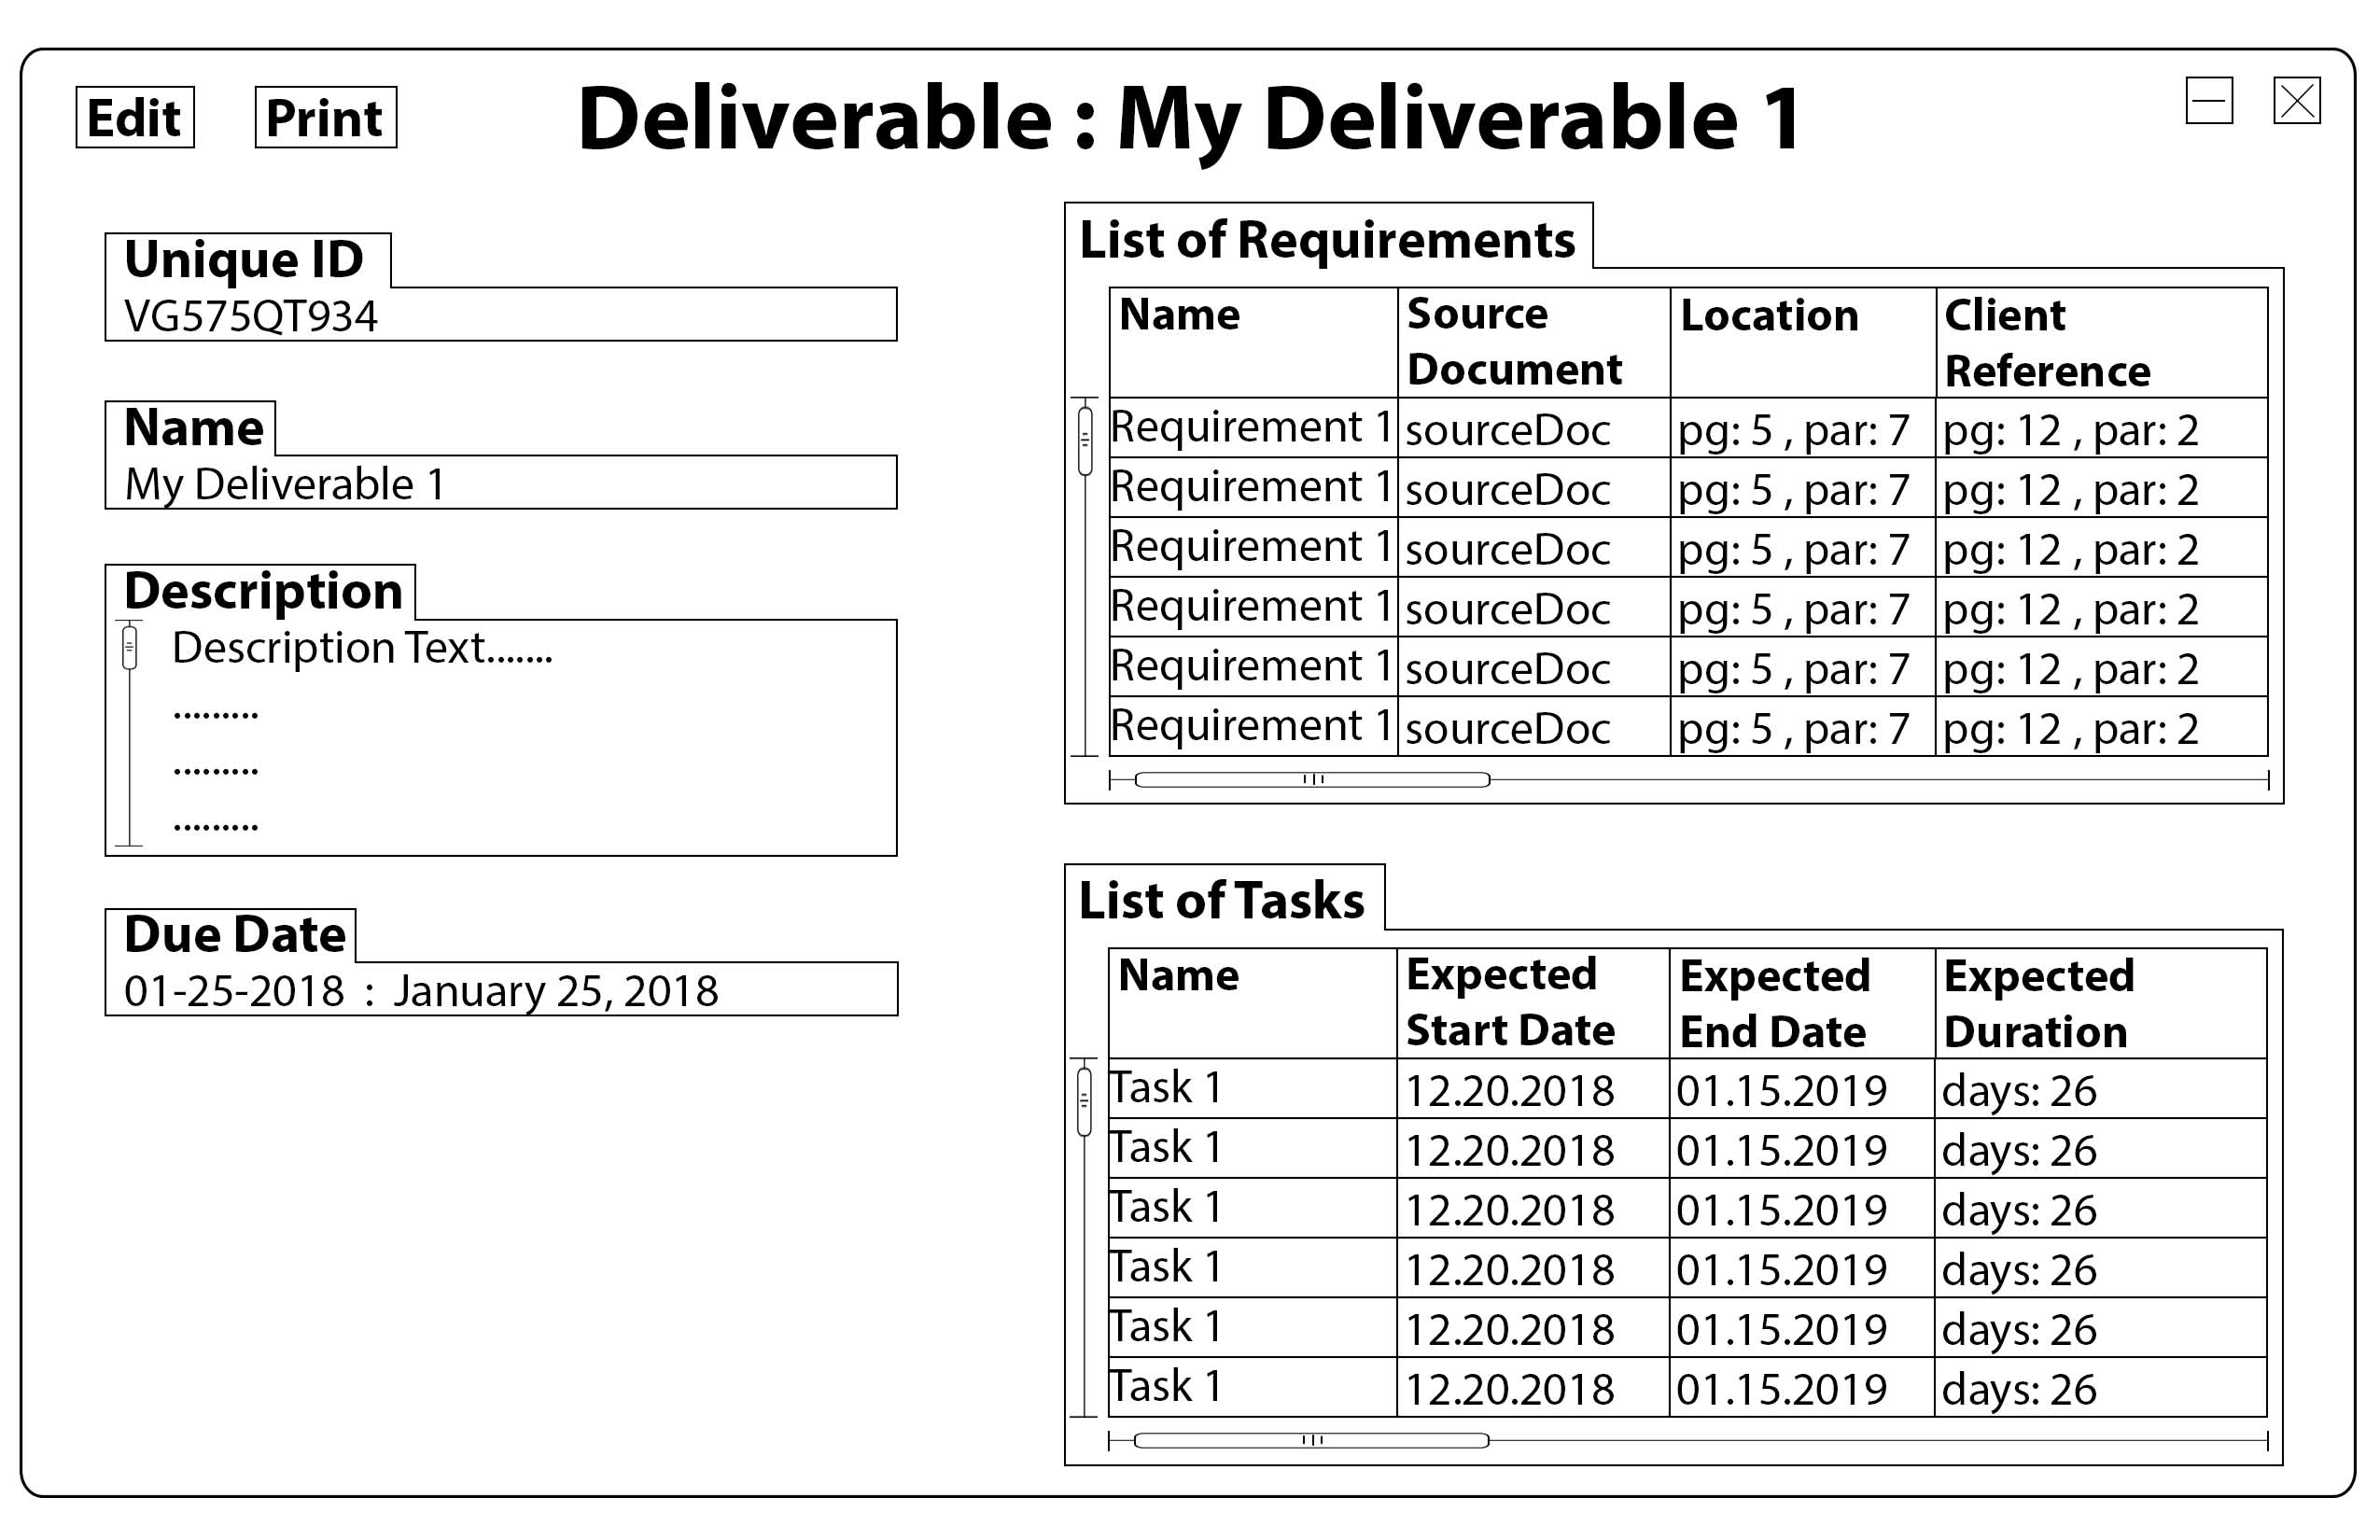 Edit
Print
Deliverable : My Deliverable 1
Unique ID
VG575QT934
Name
My Deliverable 1
Description
Description Text.......
.........
.........
.........
Due Date
01-25-2018 : January 25, 2018
List of Requirements
Name Source Document Location Client Reference
Requirement 1 sourceDoc pg: 5 , par: 7 pg: 12 , par: 2
Requirement 1 sourceDoc pg: 5 , par: 7 pg: 12 , par: 2
Requirement 1 sourceDoc pg: 5 , par: 7 pg: 12 , par: 2
Requirement 1 sourceDoc pg: 5 , par: 7 pg: 12 , par: 2
Requirement 1 sourceDoc pg: 5 , par: 7 pg: 12 , par: 2
Requirement 1 sourceDoc pg: 5 , par: 7 pg: 12 , par: 2
List of Tasks
Name Expected Start Date Expected End Date Expected Duration
Task 1 12.20.2018 01.15.2019 days: 26
Task 1 12.20.2018 01.15.2019 days: 26
Task 1 12.20.2018 01.15.2019 days: 26
Task 1 12.20.2018 01.15.2019 days: 26
Task 1 12.20.2018 01.15.2019 days: 26
Task 1 12.20.2018 01.15.2019 days: 26